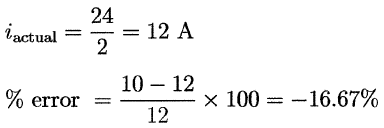 i_actual = 24/2 = 12 A
% error = (10 − 12)/12 × 100 = −16.67%